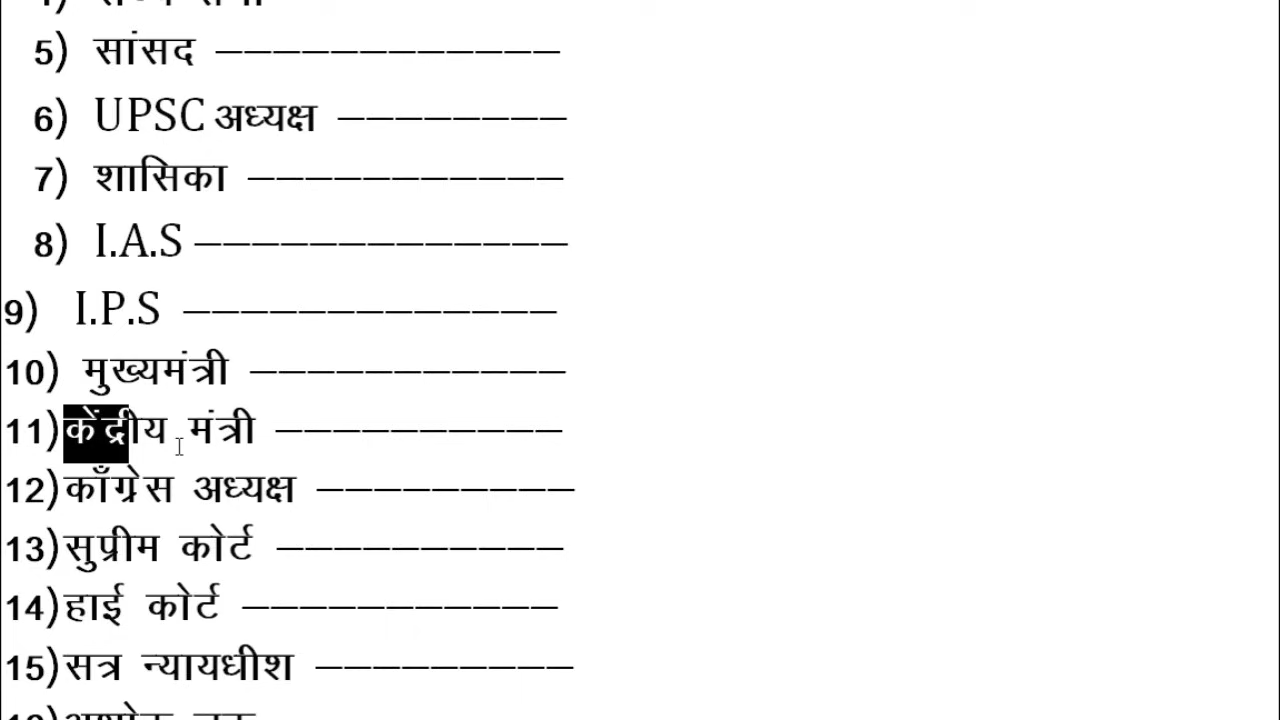 5) सांसद ————————————
6) UPSC अध्यक्ष ————————
7) शासिका ———————————
8) I.A.S —————————————
9) I.P.S —————————————
10) मुख्यमंत्री ———————————
11) केंद्रीय मंत्री ——————————
12) काँग्रेस अध्यक्ष —————————
13) सुप्रीम कोर्ट ——————————
14) हाई कोर्ट ———————————
15) सत्र न्यायधीश —————————